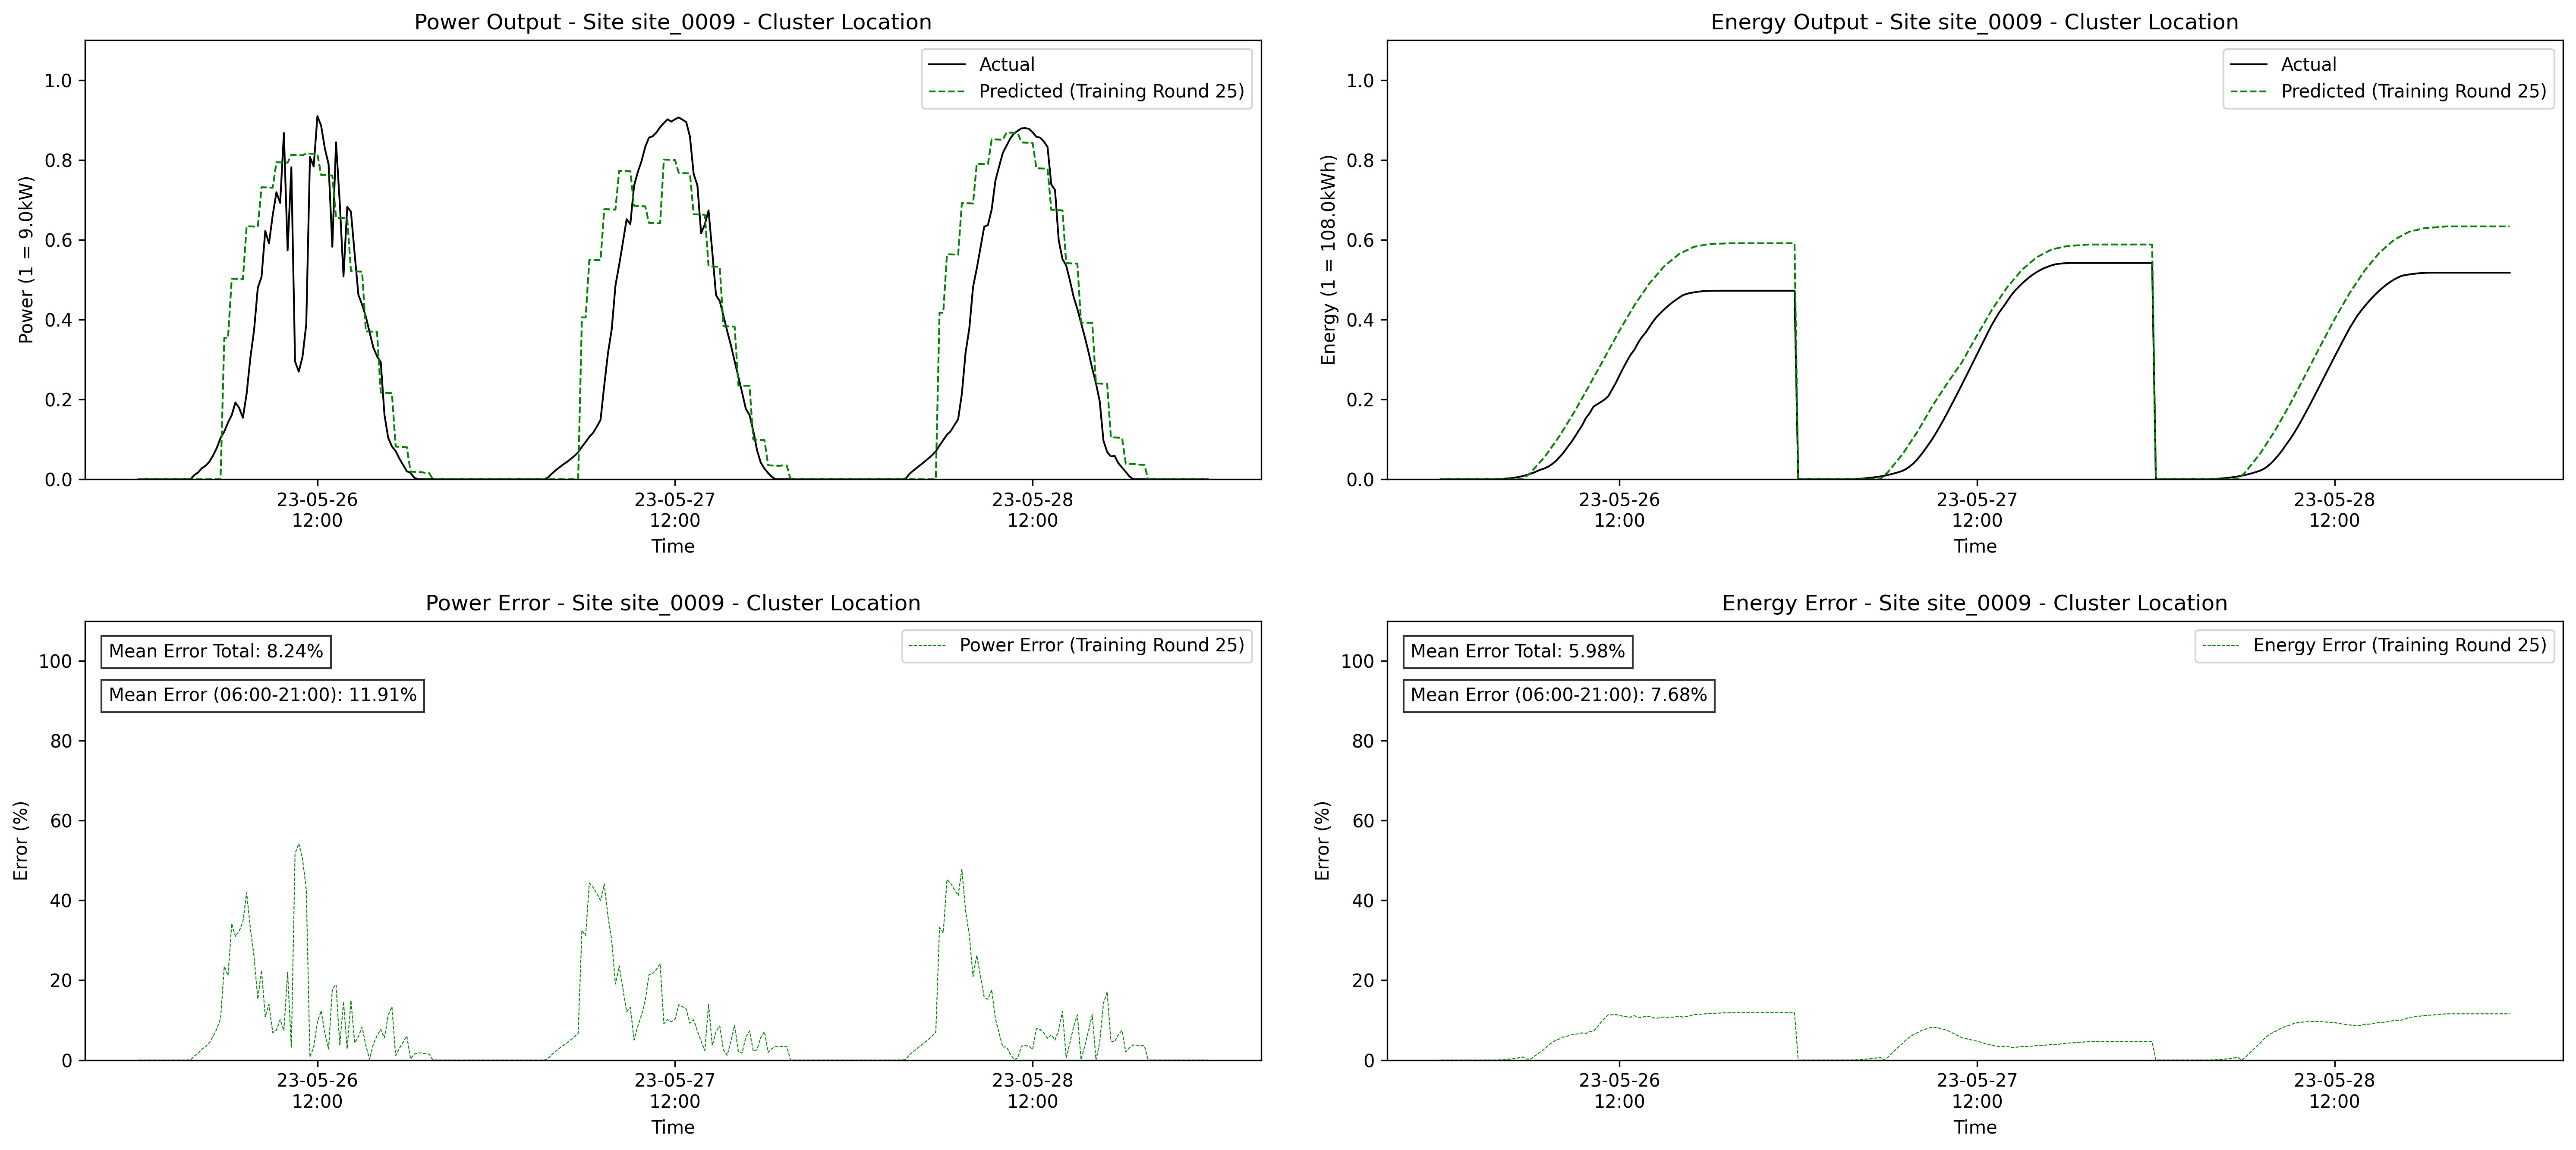 Power Output - Site site_0009 - Cluster Location
Actual
Predicted (Training Round 25)
Power (1 = 9.0kW)
1.0
0.8
0.6
0.4
0.2
0.0
23-05-26
12:00
23-05-27
12:00
23-05-28
12:00
Time
Energy Output - Site site_0009 - Cluster Location
Actual
Predicted (Training Round 25)
Energy (1 = 108.0kWh)
1.0
0.8
0.6
0.4
0.2
0.0
23-05-26
12:00
23-05-27
12:00
23-05-28
12:00
Time
Power Error - Site site_0009 - Cluster Location
Mean Error Total: 8.24%
Mean Error (06:00-21:00): 11.91%
Power Error (Training Round 25)
Error (%)
100
80
60
40
20
0
23-05-26
12:00
23-05-27
12:00
23-05-28
12:00
Time
Energy Error - Site site_0009 - Cluster Location
Mean Error Total: 5.98%
Mean Error (06:00-21:00): 7.68%
Energy Error (Training Round 25)
Error (%)
100
80
60
40
20
0
23-05-26
12:00
23-05-27
12:00
23-05-28
12:00
Time